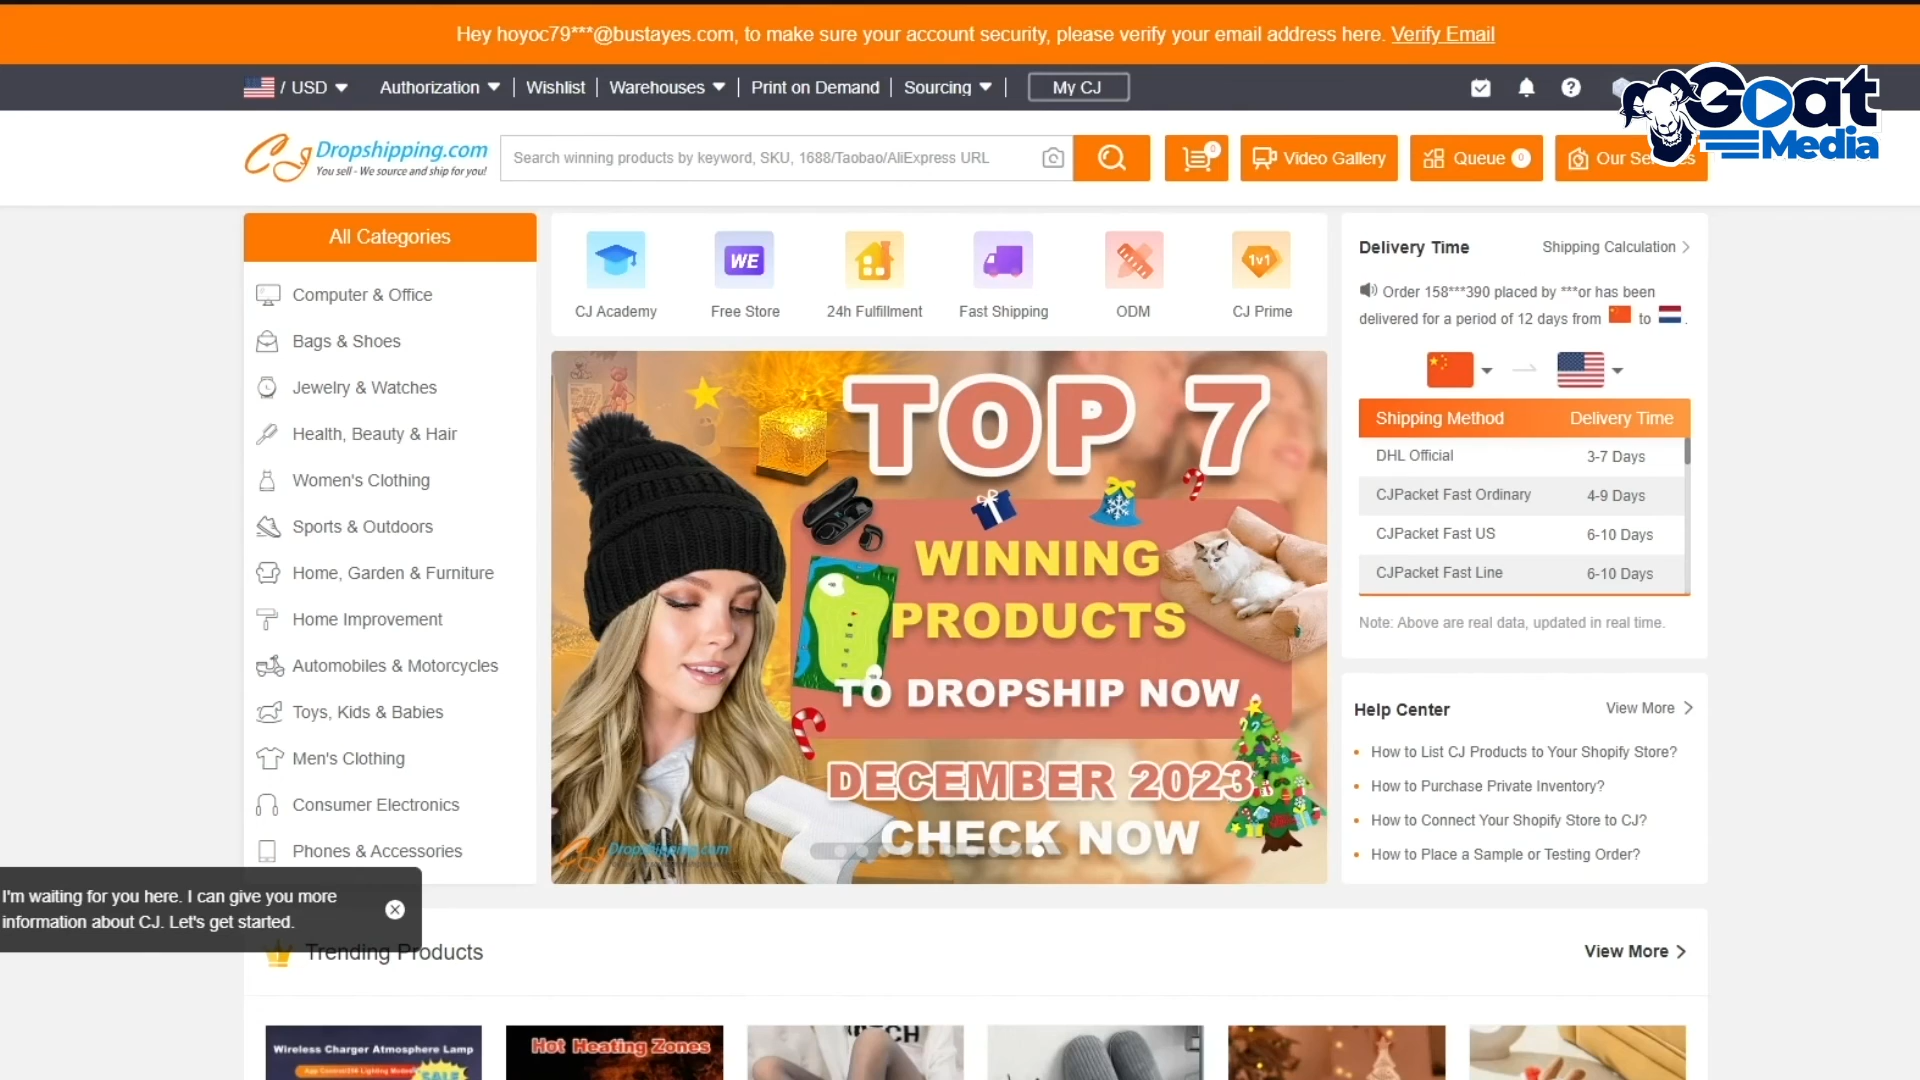 Hey hoyoc79***@bustayes.com, to make sure your account security, please verify your email address here. Verify Email
/ USD Authorization Wishlist Warehouses Print on Demand Sourcing My CJ
Goat
Media
CJ Dropshipping.com
You sell - We source and ship for you!
Search winning products by keyword, SKU, 1688/Taobao/AliExpress URL
0
Video Gallery
Queue 0
Our
All Categories
Computer & Office
Bags & Shoes
Jewelry & Watches
Health, Beauty & Hair
Women's Clothing
Sports & Outdoors
Home, Garden & Furniture
Home Improvement
Automobiles & Motorcycles
Toys, Kids & Babies
Men's Clothing
Consumer Electronics
Phones & Accessories
WE
1v1
CJ Academy
Free Store
24h Fulfillment
Fast Shipping
ODM
CJ Prime
TOP 7
WINNING
PRODUCTS
TO DROPSHIP NOW
DECEMBER 2023
CHECK NOW
CJ Dropshipping.com
Delivery Time
Shipping Calculation
Order 158***390 placed by ***or has been
delivered for a period of 12 days from to .
Shipping Method Delivery Time
DHL Official 3-7 Days
CJPacket Fast Ordinary 4-9 Days
CJPacket Fast US 6-10 Days
CJPacket Fast Line 6-10 Days
Note: Above are real data, updated in real time.
Help Center
View More
How to List CJ Products to Your Shopify Store?
How to Purchase Private Inventory?
How to Connect Your Shopify Store to CJ?
How to Place a Sample or Testing Order?
I'm waiting for you here. I can give you more
information about CJ. Let's get started.
Trending Products
View More
Wireless Charger Atmosphere Lamp
SALE
Hot Heating Zones